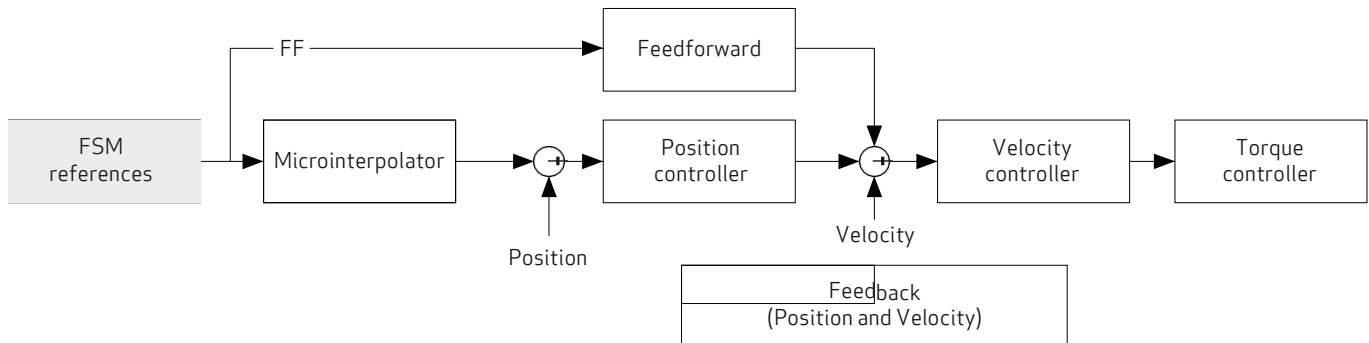 FF
Feedforward
FSM
references
Microinterpolator
Position
controller
Velocity
controller
Torque
controller
Position
Velocity
Feedback
(Position and Velocity)